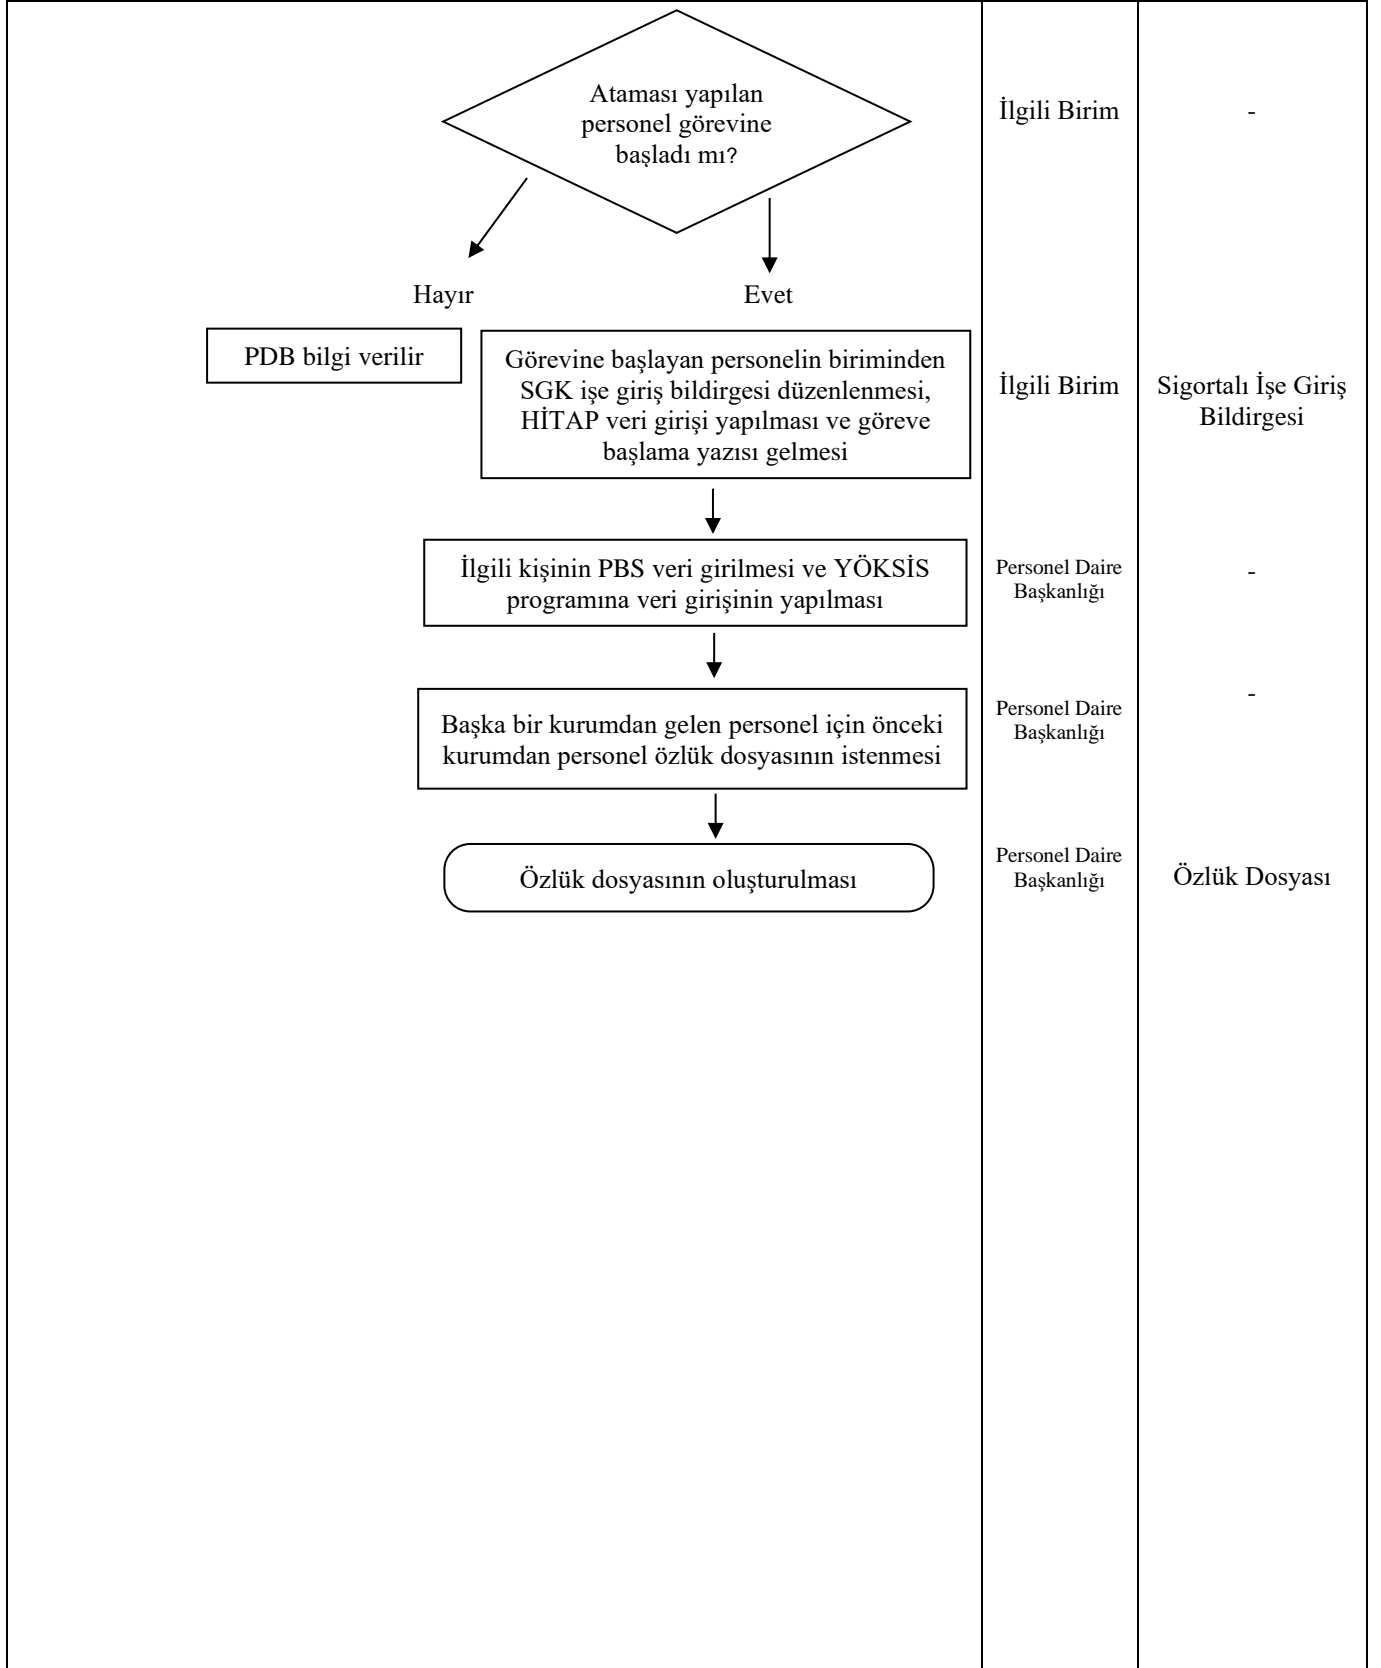 Ataması yapılan
personel görevine
başladı mı?
İlgili Birim
-
Hayır
Evet
PDB bilgi verilir
Görevine başlayan personelin biriminden
SGK işe giriş bildirgesi düzenlenmesi,
HİTAP veri girişi yapılması ve göreve
başlama yazısı gelmesi
İlgili Birim
Sigortalı İşe Giriş
Bildirgesi
İlgili kişinin PBS veri girilmesi ve YÖKSİS
programına veri girişinin yapılması
Personel Daire
Başkanlığı
-
Başka bir kurumdan gelen personel için önceki
kurumdan personel özlük dosyasının istenmesi
Personel Daire
Başkanlığı
-
Özlük dosyasının oluşturulması
Personel Daire
Başkanlığı
Özlük Dosyası